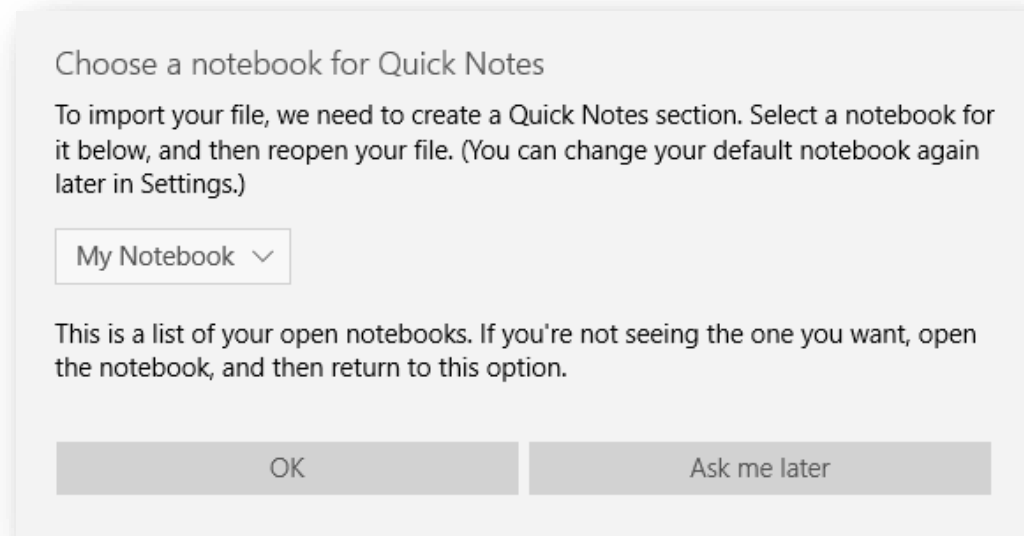 Choose a notebook for Quick Notes
To import your file, we need to create a Quick Notes section. Select a notebook for
it below, and then reopen your file. (You can change your default notebook again
later in Settings.)
My Notebook
This is a list of your open notebooks. If you're not seeing the one you want, open
the notebook, and then return to this option.
OK
Ask me later